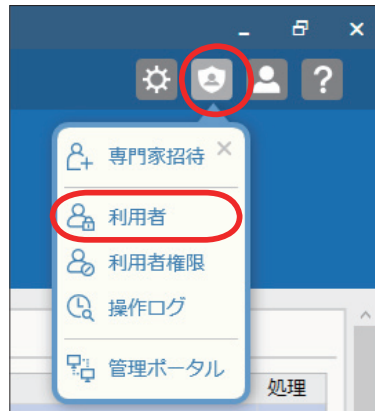 ?
専門家招待
利用者
利用者権限
操作ログ
管理ポータル
処理